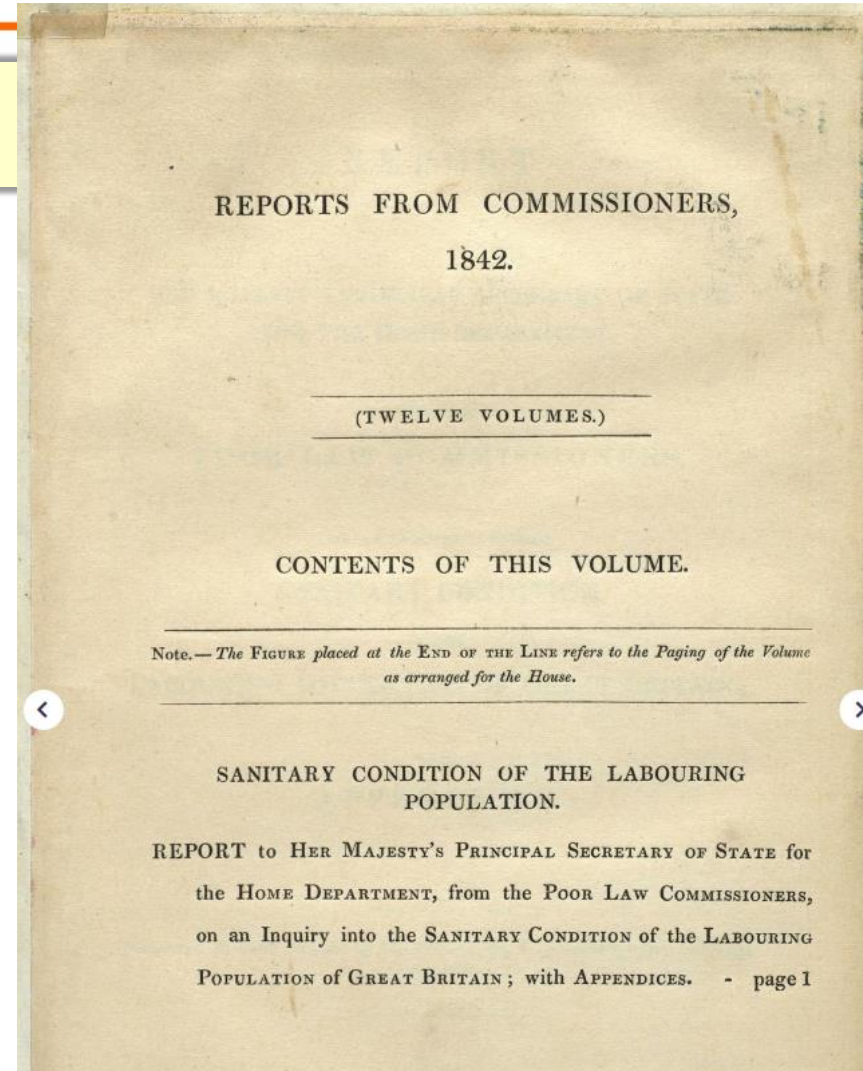 REPORTS FROM COMMISSIONERS,
1842.
(TWELVE VOLUMES.)
CONTENTS OF THIS VOLUME.
Note.—The FIGURE placed at the END OF THE LINE refers to the Paging of the Volume
as arranged for the House.
SANITARY CONDITION OF THE LABOURING
POPULATION.
REPORT to HER MAJESTY'S PRINCIPAL SECRETARY OF STATE for
the HOME DEPARTMENT, from the POOR LAW COMMISSIONERS,
on an Inquiry into the SANITARY CONDITION of the LABOURING
POPULATION of GREAT BRITAIN; with APPENDICES. - page 1